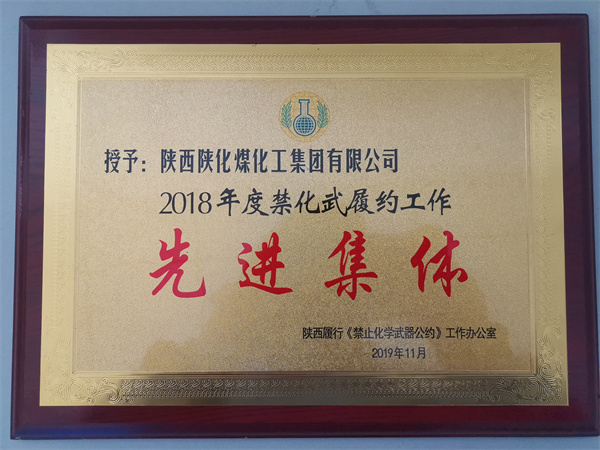 授予：陕西陕化煤化工集团有限公司
2018年度禁化武履约工作
先进集体
陕西履行《禁止化学武器公约》工作办公室
2019年11月